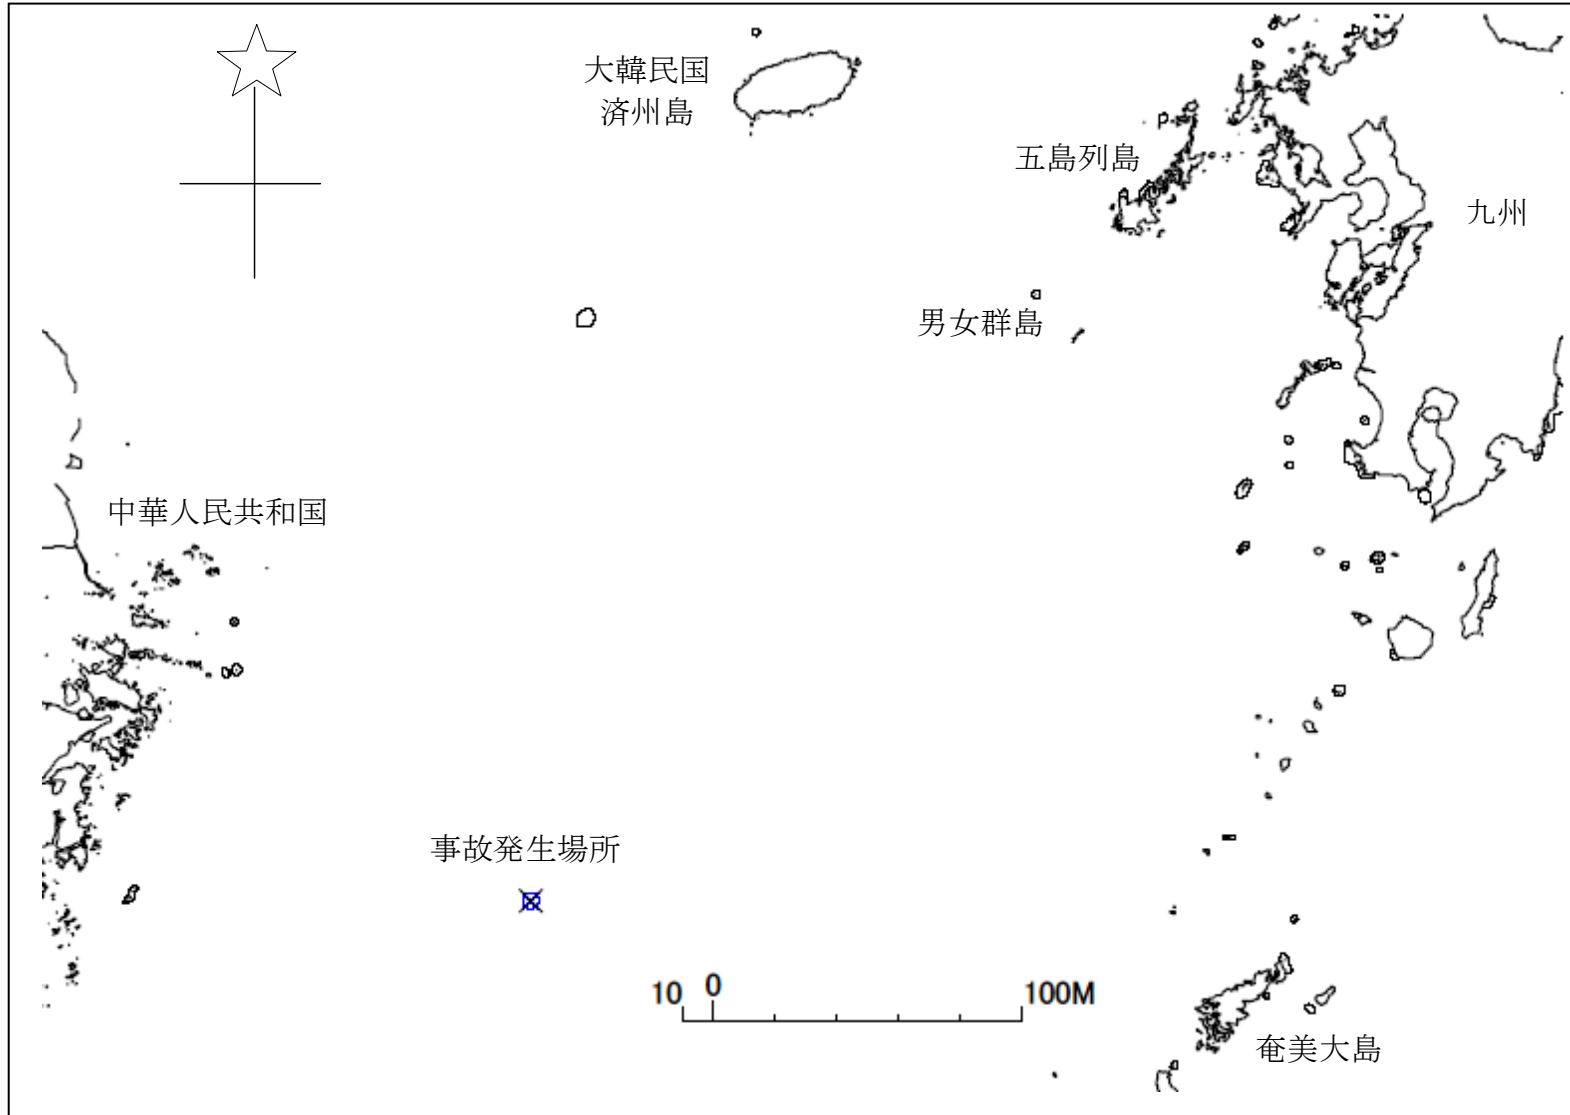 大韓民国
済州島
五島列島
九州
男女群島
中華人民共和国
事故発生場所
10 0 100M
奄美大島